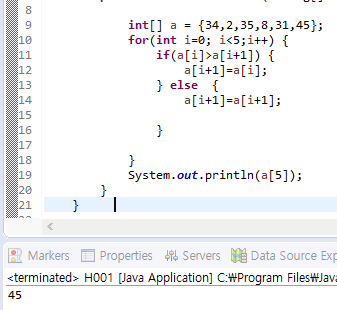 8
9 int[] a = {34,2,35,8,31,45};
10 for(int i=0; i<5;i++) {
11 if(a[i]>a[i+1]) {
12 a[i+1]=a[i];
13 } else  {
14 a[i+1]=a[i+1];
15
16 }
17
18 }
19 System.out.println(a[5]);
20 }
21 }
Markers Properties Servers Data Source Exp
<terminated> H001 [Java Application] C:₩Program Files₩Java
45